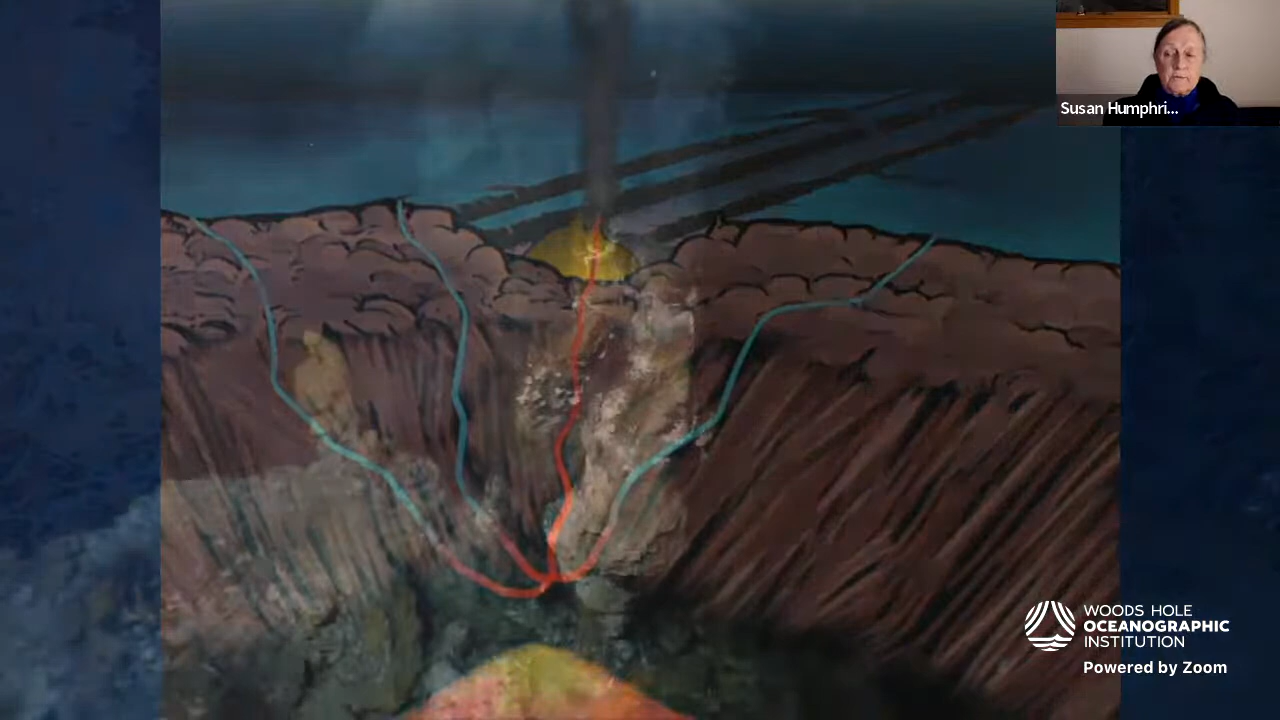 Susan Humphri...
WOODS HOLE
OCEANOGRAPHIC
INSTITUTION
Powered by Zoom